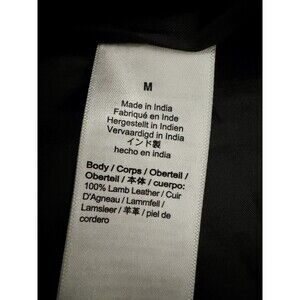 M
Made in India
Fabriqué en Inde
Hergestellt in Indien
Vervaardigd in India
インド製
hecho en india
Body / Corps / Oberteil /
Oberteil / 本体 / cuerpo:
100% Lamb Leather / Cuir
D'Agneau / Lammfell /
Lamsleer / 羊革 / piel de
cordero